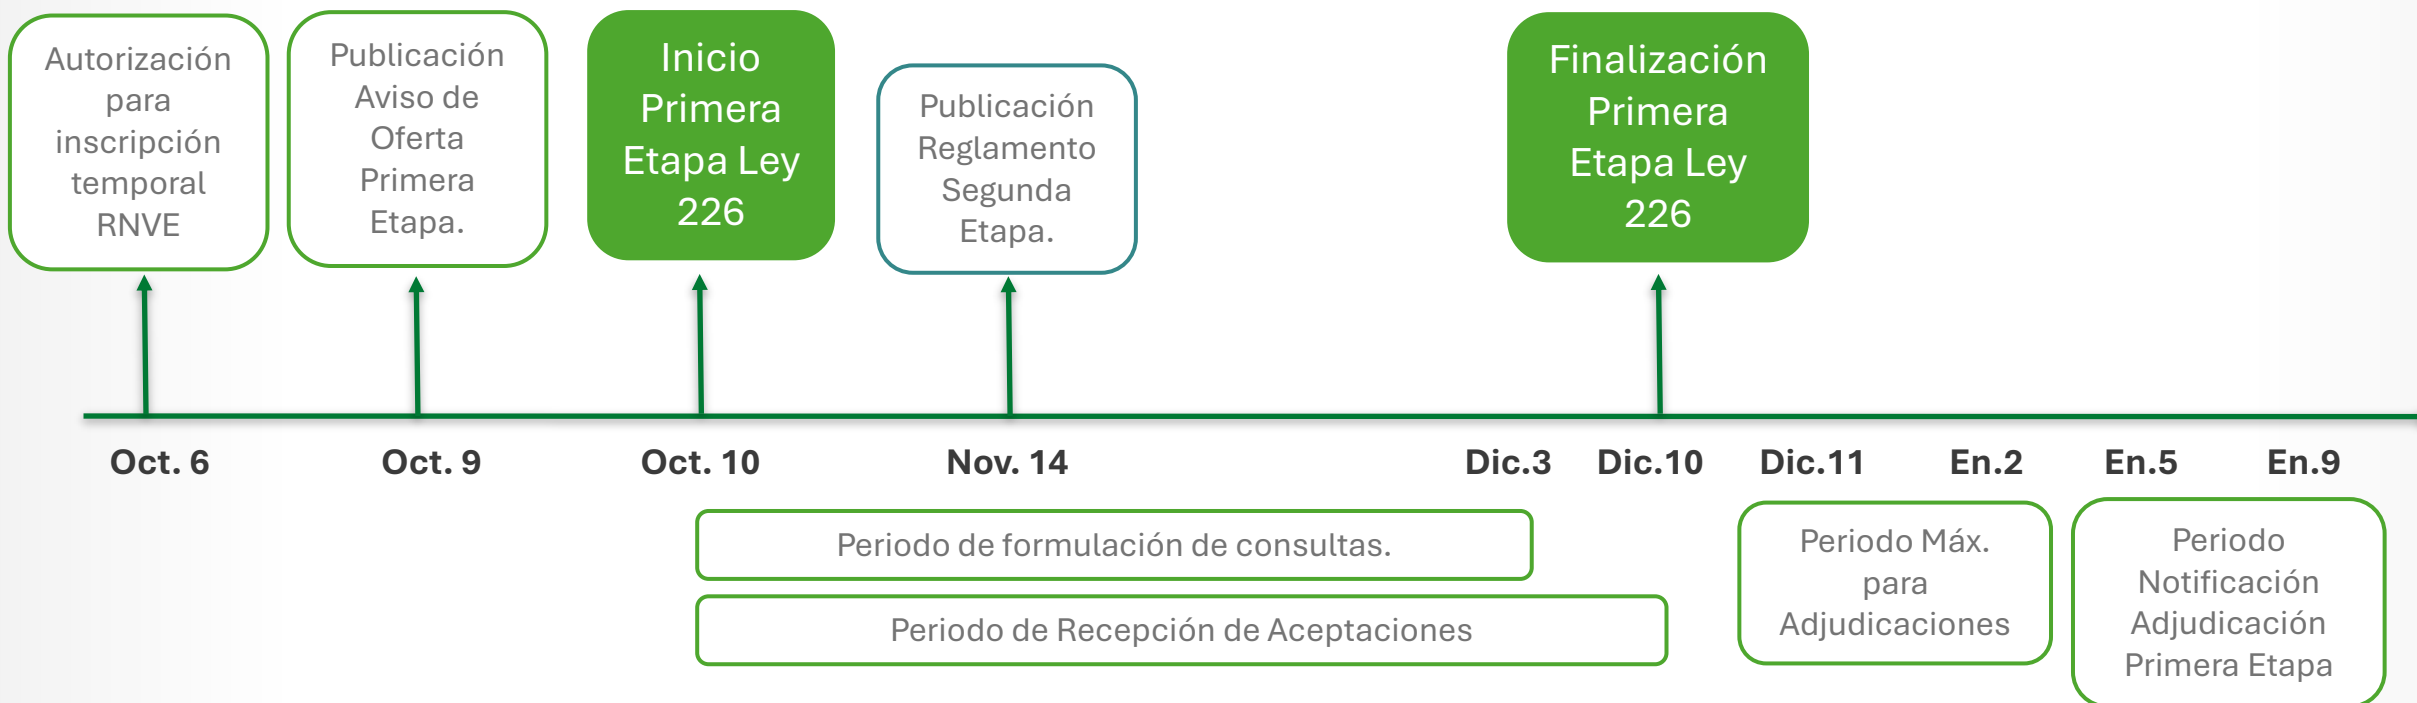 Autorización
para
inscripción
temporal
RNVE
Publicación
Aviso de
Oferta
Primera
Etapa.
Inicio
Primera
Etapa Ley
226
Publicación
Reglamento
Segunda
Etapa.
Finalización
Primera
Etapa Ley
226
Oct. 6
Oct. 9
Oct. 10
Nov. 14
Dic.3
Dic.10
Dic.11
En.2
En.5
En.9
Periodo de formulación de consultas.
Periodo de Recepción de Aceptaciones
Periodo Máx.
para
Adjudicaciones
Periodo
Notificación
Adjudicación
Primera Etapa